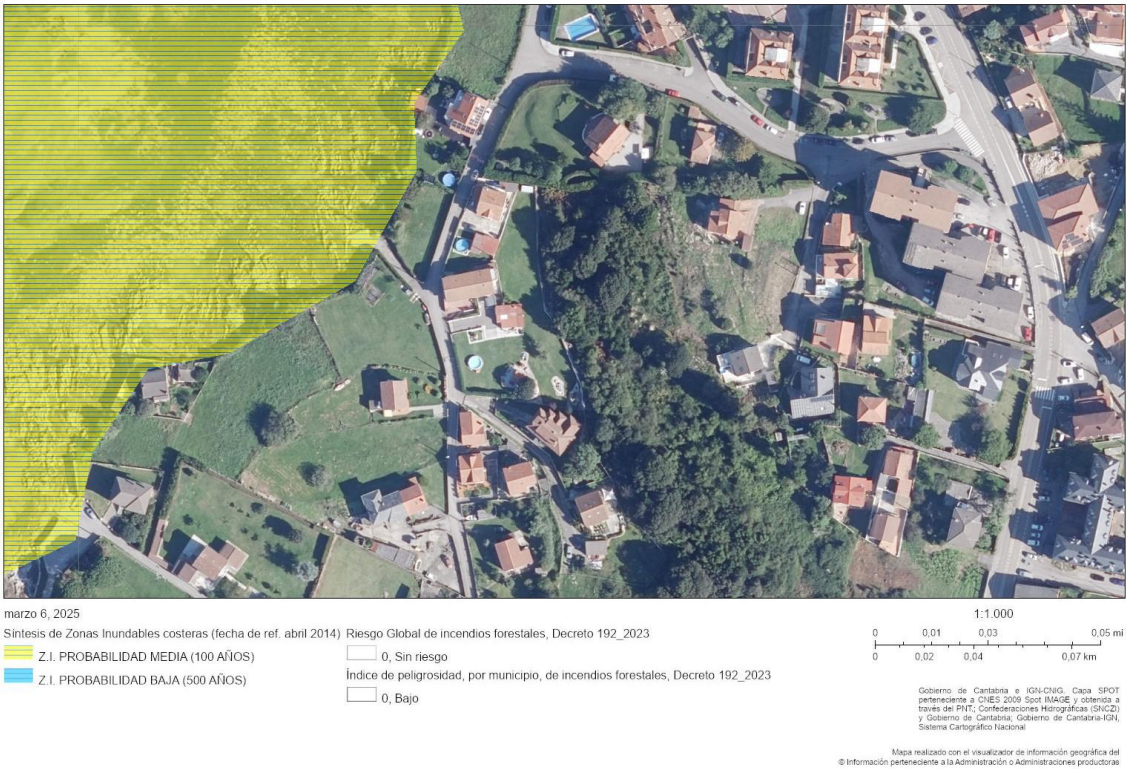 marzo 6, 2025
1:1.000
Síntesis de Zonas Inundables costeras (fecha de ref. abril 2014)
Z.I. PROBABILIDAD MEDIA (100 AÑOS)
Z.I. PROBABILIDAD BAJA (500 AÑOS)
Riesgo Global de incendios forestales, Decreto 192_2023
0, Sin riesgo
Índice de peligrosidad, por municipio, de incendios forestales, Decreto 192_2023
0, Bajo
0 0,01 0,03 0,05 mi
0 0,02 0,04 0,07 km
Gobierno de Cantabria e IGN-CNIG. Capa SPOT
perteneciente a CNES 2009 Spot IMAGE y obtenida a
través del PNT.; Confederaciones Hidrográficas (SNCZI)
y Gobierno de Cantabria; Gobierno de Cantabria-IGN,
Sistema Cartográfico Nacional
Mapa realizado con el visualizador de información geográfica del
© Información perteneciente a la Administración o Administraciones productoras